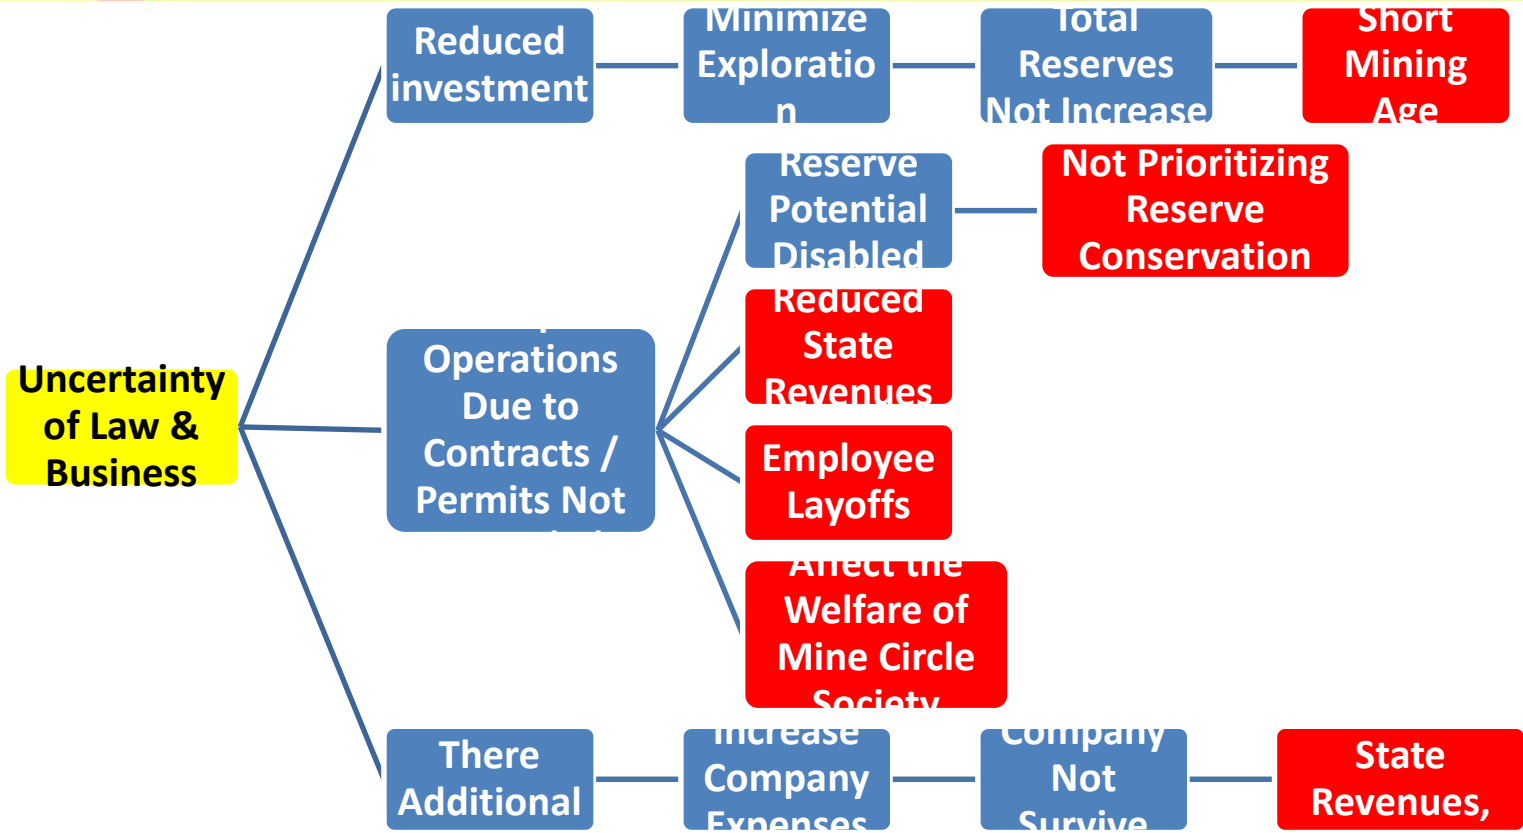 Reduced
investment
Minimize
Exploratio
n
Total
Reserves
Not Increase
Short
Mining
Age
Reserve
Potential
Disabled
Not Prioritizing
Reserve
Conservation
Reduced
State
Revenues
Uncertainty
of Law &
Business
Operations
Due to
Contracts /
Permits Not
Employee
Layoffs
Affect the
Welfare of
Mine Circle
Society
There
Additional
Increase
Company
Expenses
Company
Not
Survive
State
Revenues,